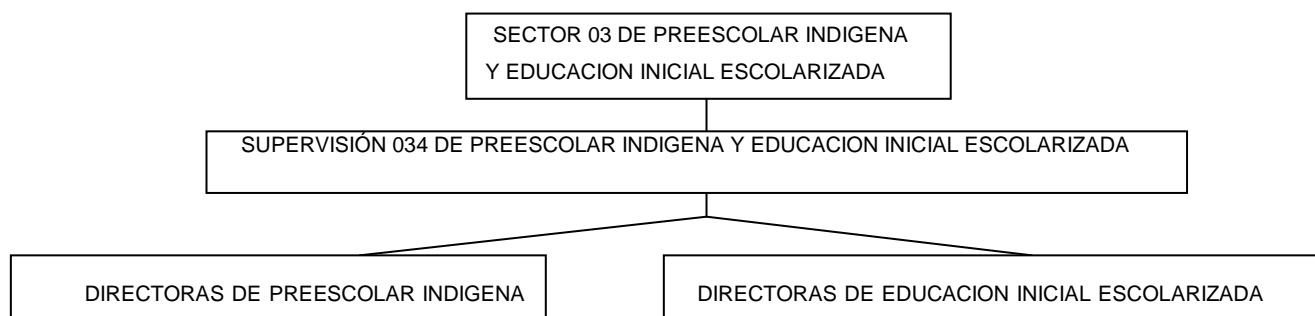 SECTOR 03 DE PREESCOLAR INDIGENA
Y EDUCACION INICIAL ESCOLARIZADA
SUPERVISIÓN 034 DE PREESCOLAR INDIGENA Y EDUCACION INICIAL ESCOLARIZADA
DIRECTORAS DE PREESCOLAR INDIGENA
DIRECTORAS DE EDUCACION INICIAL ESCOLARIZADA